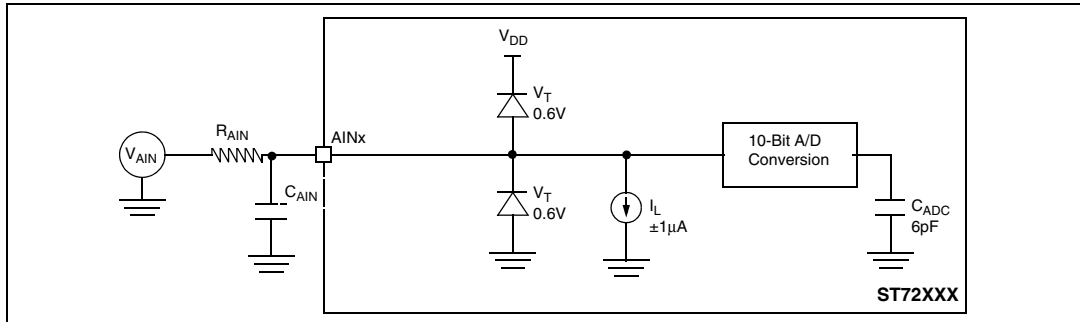 V_DD
V_T
0.6V
R_AIN
AINx
V_AIN
10-Bit A/D
Conversion
C_AIN
V_T
0.6V
I_L
±1μA
C_ADC
6pF
ST72XXX